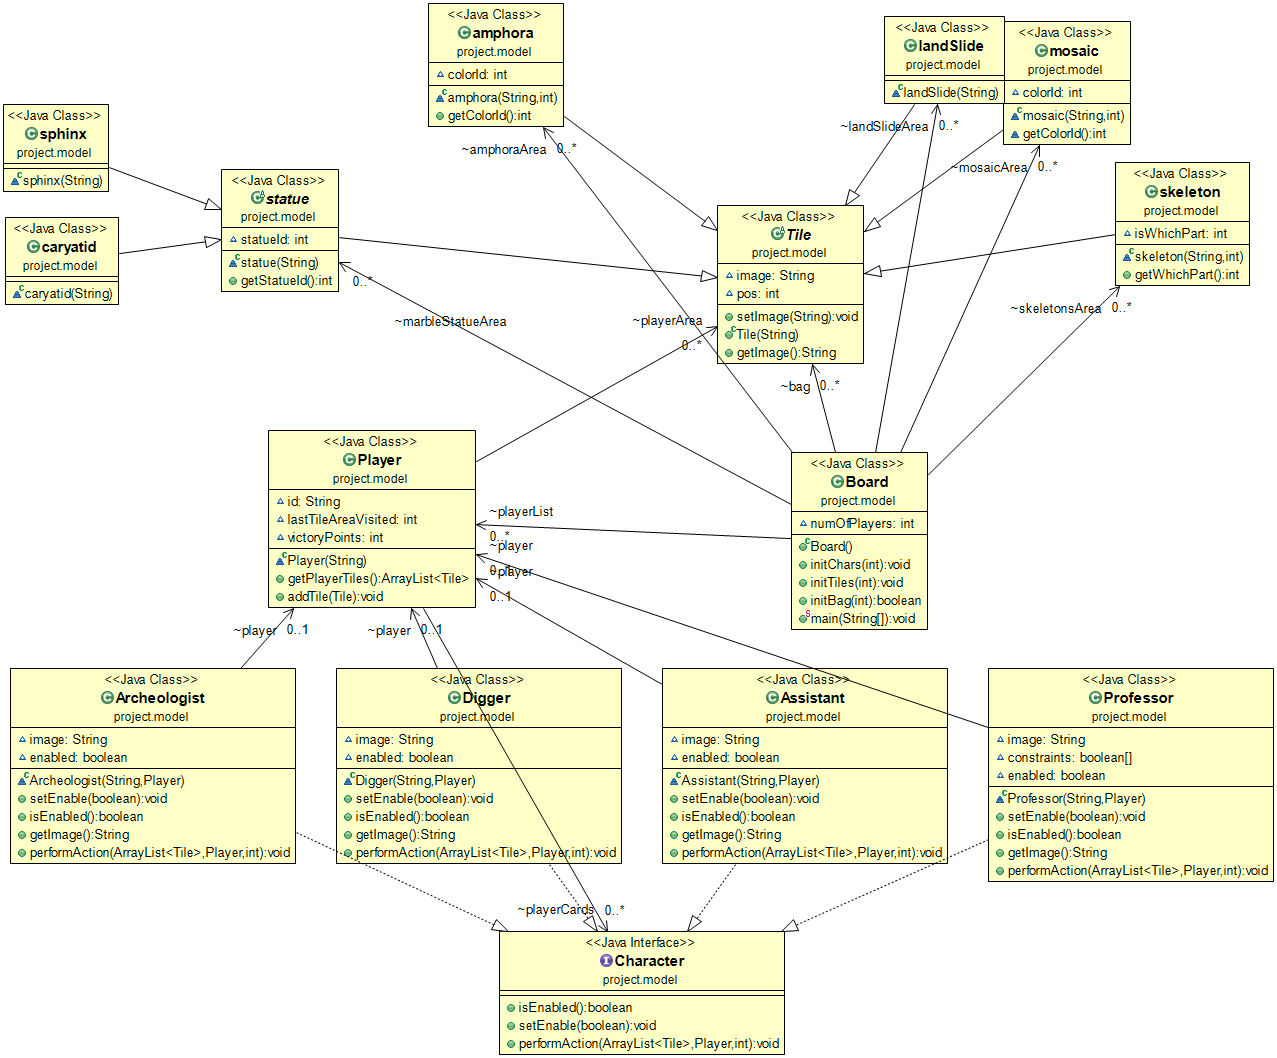 <<Java Class>>
amphora
project.model
colorId: int
amphora(String,int)
getColorId():int
<<Java Class>>
landSlide
project.model
landSlide(String)
<<Java Class>>
mosaic
project.model
colorId: int
mosaic(String,int)
getColorId():int
<<Java Class>>
sphinx
project.model
sphinx(String)
<<Java Class>>
caryatid
project.model
caryatid(String)
<<Java Class>>
statue
project.model
statueId: int
statue(String)
getStatueId():int
<<Java Class>>
Tile
project.model
image: String
pos: int
setImage(String):void
Tile(String)
getImage():String
<<Java Class>>
skeleton
project.model
isWhichPart: int
skeleton(String,int)
getWhichPart():int
~amphoraArea 0..*
~landSlideArea 0..*
~mosaicArea 0..*
~marbleStatueArea 0..*
~playerArea 0..*
~bag 0..*
~skeletonsArea 0..*
<<Java Class>>
Player
project.model
id: String
lastTileAreaVisited: int
victoryPoints: int
Player(String)
getPlayerTiles():ArrayList<Tile>
addTile(Tile):void
<<Java Class>>
Board
project.model
numOfPlayers: int
Board()
initChars(int):void
initTiles(int):void
initBag(int):boolean
main(String[]):void
~playerList
0..*
~player
0..1
~player
0..1
~player 0..1
~player 0..1
<<Java Class>>
Archeologist
project.model
image: String
enabled: boolean
Archeologist(String,Player)
setEnable(boolean):void
isEnabled():boolean
getImage():String
performAction(ArrayList<Tile>,Player,int):void
<<Java Class>>
Digger
project.model
image: String
enabled: boolean
Digger(String,Player)
setEnable(boolean):void
isEnabled():boolean
getImage():String
performAction(ArrayList<Tile>,Player,int):void
<<Java Class>>
Assistant
project.model
image: String
enabled: boolean
Assistant(String,Player)
setEnable(boolean):void
isEnabled():boolean
getImage():String
performAction(ArrayList<Tile>,Player,int):void
<<Java Class>>
Professor
project.model
image: String
constraints: boolean[]
enabled: boolean
Professor(String,Player)
setEnable(boolean):void
isEnabled():boolean
getImage():String
performAction(ArrayList<Tile>,Player,int):void
~playerCards 0..*
<<Java Interface>>
Character
project.model
isEnabled():boolean
setEnable(boolean):void
performAction(ArrayList<Tile>,Player,int):void